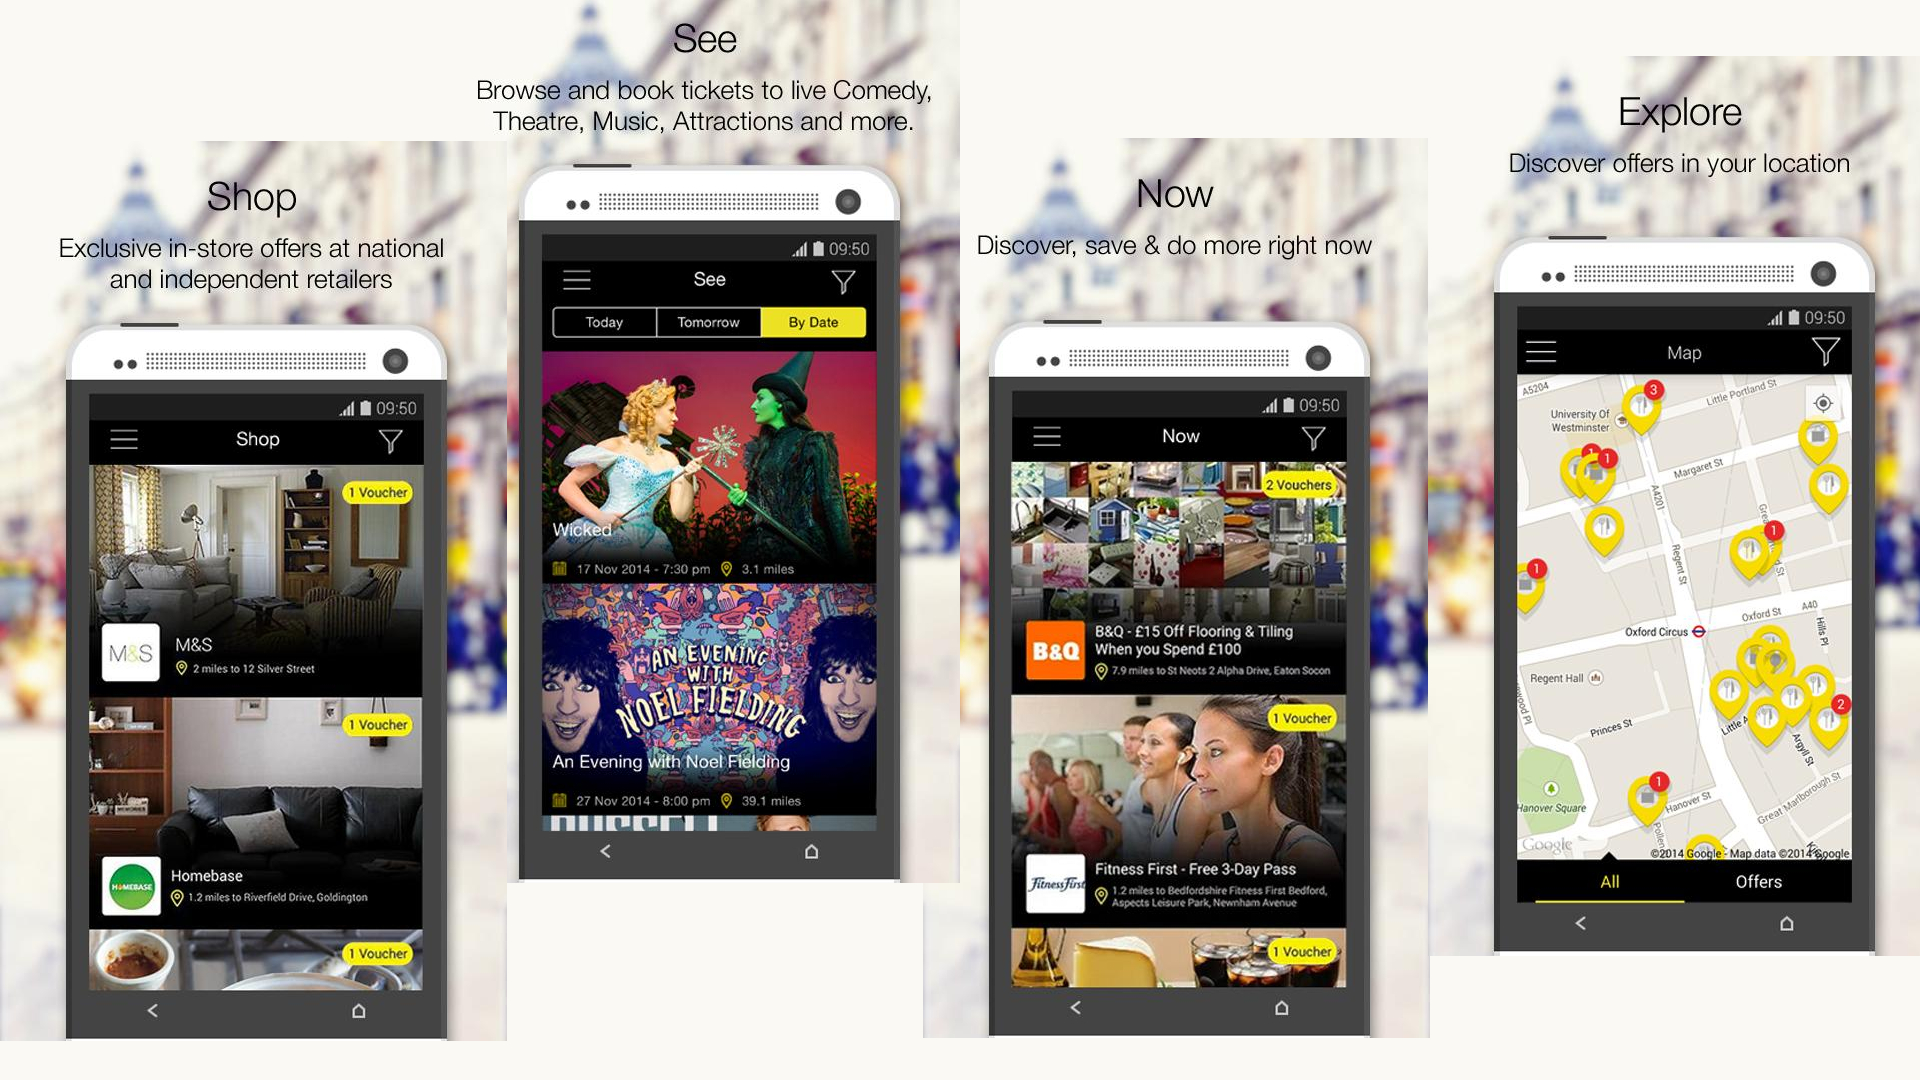 Shop
Exclusive in-store offers at national
and independent retailers
09:50
Shop
1 Voucher
M&S
M&S
2 miles to 12 Silver Street
1 Voucher
HOMEBASE
Homebase
1.2 miles to Riverfield Drive, Goldington
1 Voucher
See
Browse and book tickets to live Comedy,
Theatre, Music, Attractions and more.
09:50
See
Today
Tomorrow
By Date
Wicked
17 Nov 2014 - 7:30 pm
3.1 miles
AN EVENING
WITH
NOEL FIELDING
An Evening with Noel Fielding
27 Nov 2014 - 8:00 pm
39.1 miles
Now
Discover, save & do more right now
09:50
Now
2 Vouchers
B&Q
B&Q - £15 Off Flooring & Tiling
When you Spend £100
7.9 miles to St Neots 2 Alpha Drive, Eaton Socon
1 Voucher
Fitness First
Fitness First - Free 3-Day Pass
1.2 miles to Bedfordshire Fitness First Bedford,
Aspects Leisure Park, Newnham Avenue
1 Voucher
Explore
Discover offers in your location
09:50
Map
A5204
3
Little Portland St
University Of
Westminster
1
1
Margaret St
A4201
1
Regent St
1
Oxford St
A40
Oxford Circus
Hills Pl
Regent Hall
2
Princes St
Argyll St
1
Hanover St
Hanover Square
Great Marlborough St
Google
©2014 Google - Map data ©2014 Google
All
Offers